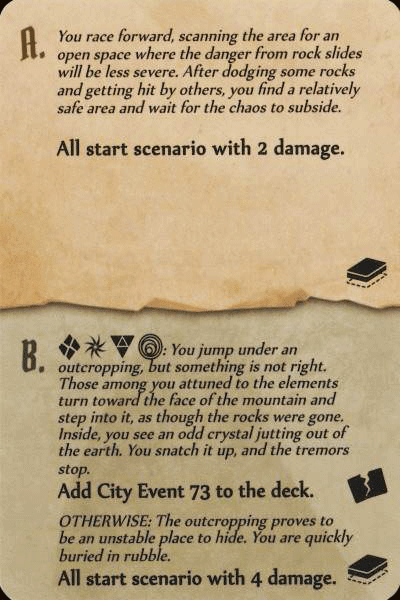 A. You race forward, scanning the area for an
open space where the danger from rock slides
will be less severe. After dodging some rocks
and getting hit by others, you find a relatively
safe area and wait for the chaos to subside.
All start scenario with 2 damage.
B. : You jump under an
outcropping, but something is not right.
Those among you attuned to the elements
turn toward the face of the mountain and
step into it, as though the rocks were gone.
Inside, you see an odd crystal jutting out of
the earth. You snatch it up, and the tremors
stop.
Add City Event 73 to the deck.
OTHERWISE: The outcropping proves to
be an unstable place to hide. You are quickly
buried in rubble.
All start scenario with 4 damage.